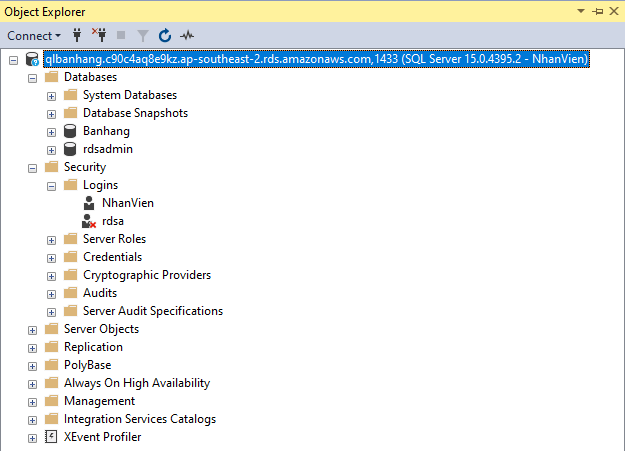 Object Explorer
Connect
qlbanhang.c90c4aq8e9kz.ap-southeast-2.rds.amazonaws.com,1433 (SQL Server 15.0.4395.2 - NhanVien)
Databases
System Databases
Database Snapshots
Banhang
rdsadmin
Security
Logins
NhanVien
rdsa
Server Roles
Credentials
Cryptographic Providers
Audits
Server Audit Specifications
Server Objects
Replication
PolyBase
Always On High Availability
Management
Integration Services Catalogs
XEvent Profiler